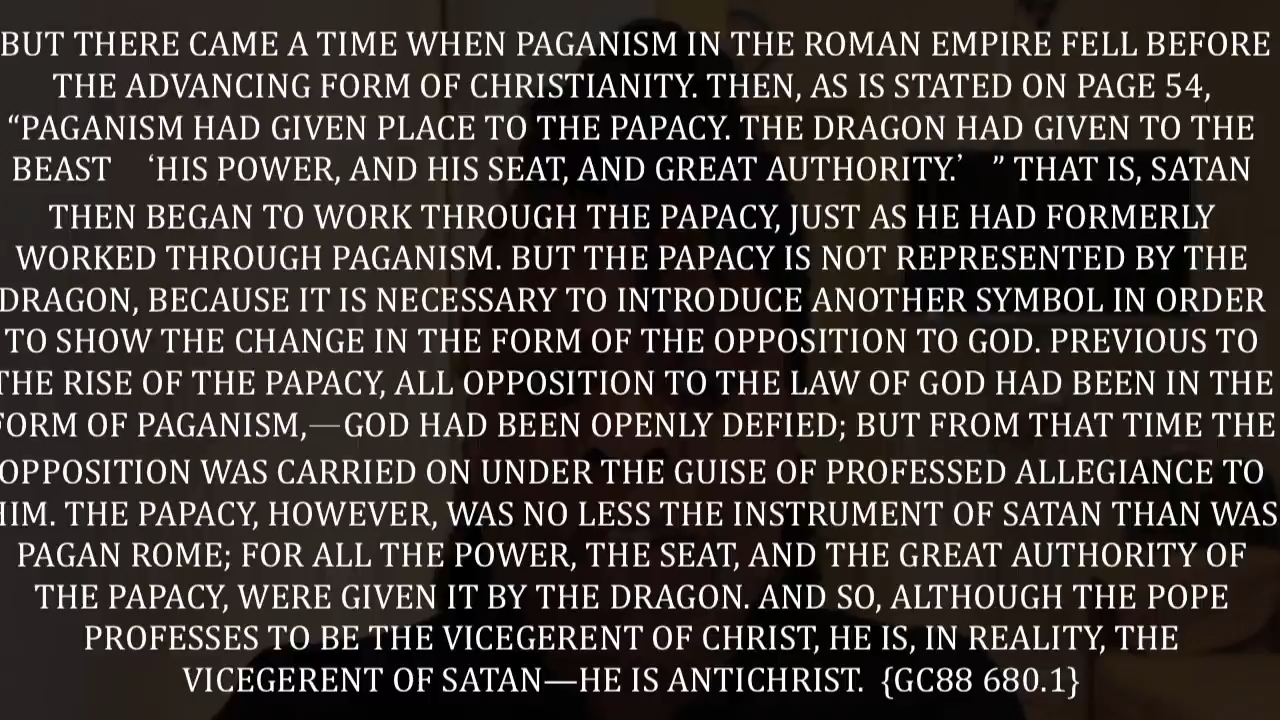 BUT THERE CAME A TIME WHEN PAGANISM IN THE ROMAN EMPIRE FELL BEFORE
THE ADVANCING FORM OF CHRISTIANITY. THEN, AS IS STATED ON PAGE 54,
“PAGANISM HAD GIVEN PLACE TO THE PAPACY. THE DRAGON HAD GIVEN TO THE
BEAST ‘HIS POWER, AND HIS SEAT, AND GREAT AUTHORITY.’ ” THAT IS, SATAN
THEN BEGAN TO WORK THROUGH THE PAPACY, JUST AS HE HAD FORMERLY
WORKED THROUGH PAGANISM. BUT THE PAPACY IS NOT REPRESENTED BY THE
DRAGON, BECAUSE IT IS NECESSARY TO INTRODUCE ANOTHER SYMBOL IN ORDER
TO SHOW THE CHANGE IN THE FORM OF THE OPPOSITION TO GOD. PREVIOUS TO
THE RISE OF THE PAPACY, ALL OPPOSITION TO THE LAW OF GOD HAD BEEN IN THE
FORM OF PAGANISM,—GOD HAD BEEN OPENLY DEFIED; BUT FROM THAT TIME THE
OPPOSITION WAS CARRIED ON UNDER THE GUISE OF PROFESSED ALLEGIANCE TO
HIM. THE PAPACY, HOWEVER, WAS NO LESS THE INSTRUMENT OF SATAN THAN WAS
PAGAN ROME; FOR ALL THE POWER, THE SEAT, AND THE GREAT AUTHORITY OF
THE PAPACY, WERE GIVEN IT BY THE DRAGON. AND SO, ALTHOUGH THE POPE
PROFESSES TO BE THE VICEGERENT OF CHRIST, HE IS, IN REALITY, THE
VICEGERENT OF SATAN—HE IS ANTICHRIST. {GC88 680.1}